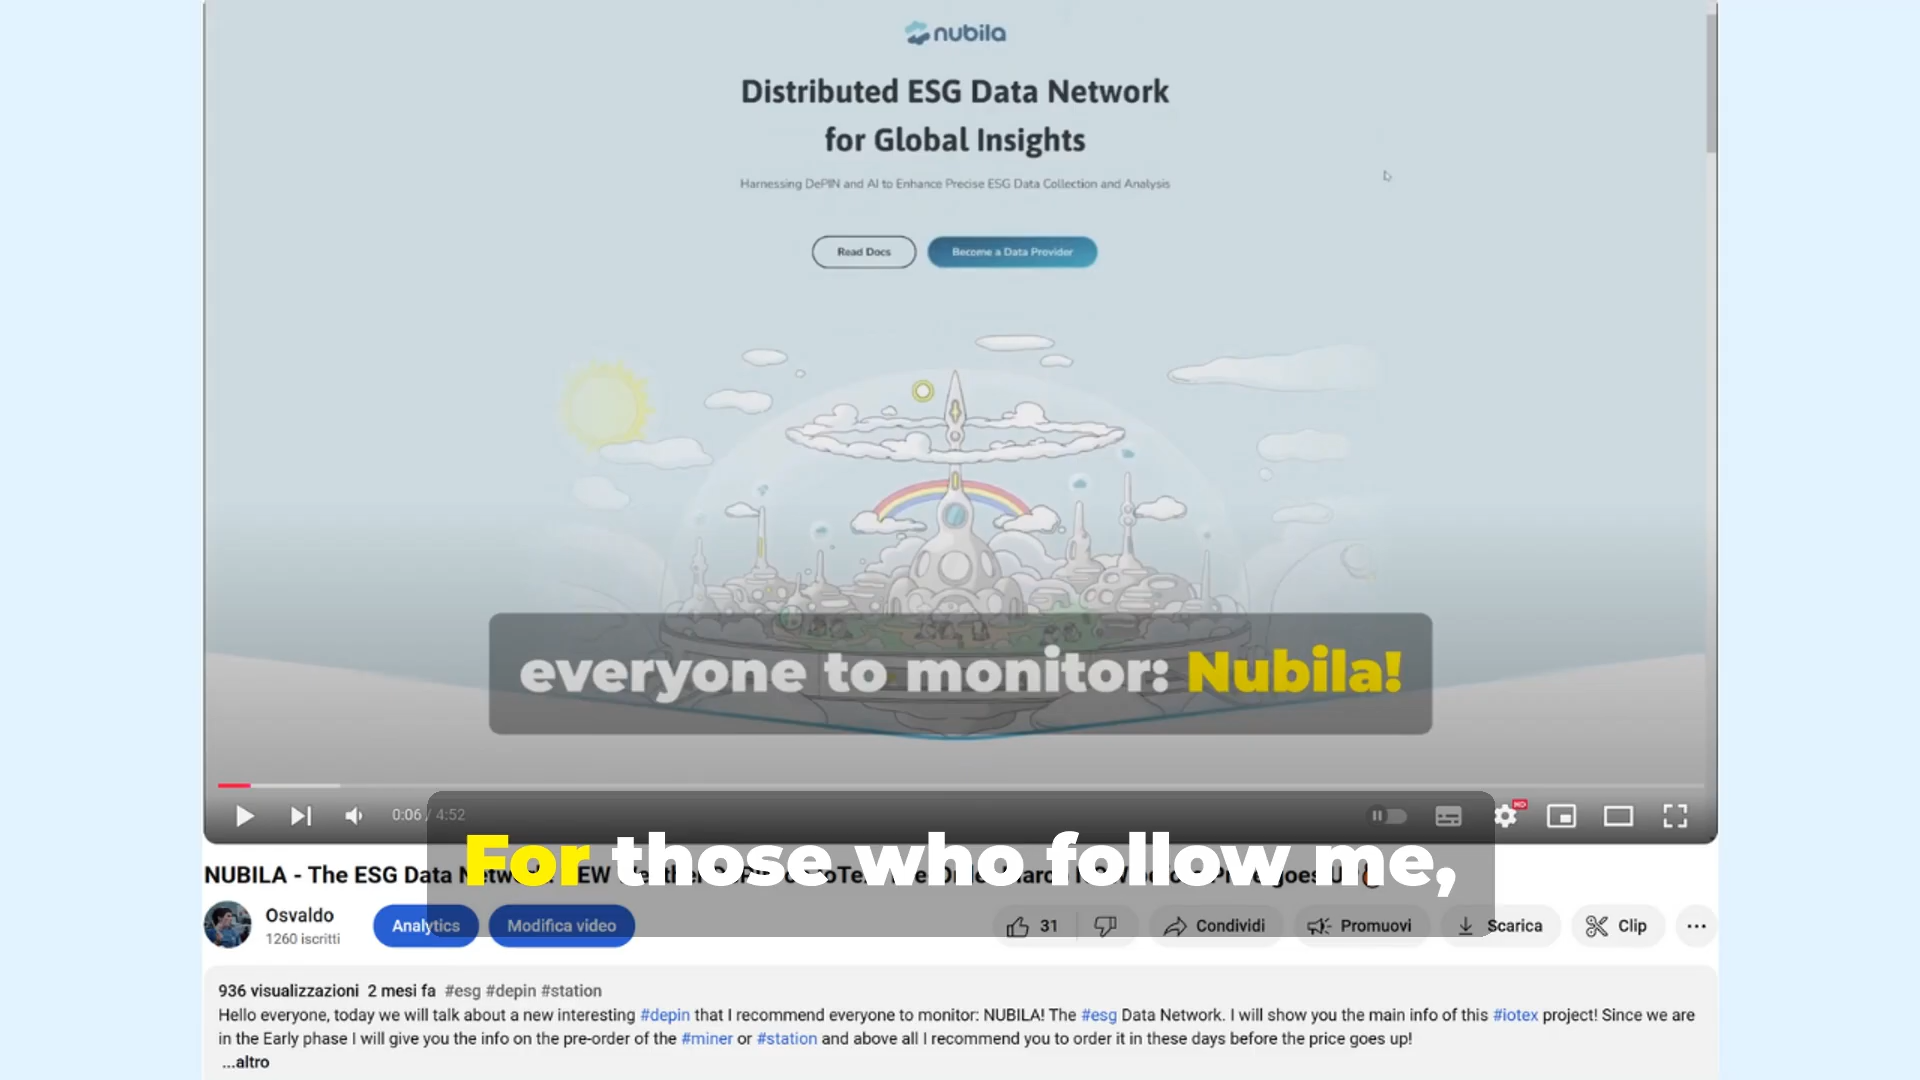 nubila
Distributed ESG Data Network
for Global Insights
Harnessing DePIN and AI to Enhance Precise ESG Data Collection and Analysis
Read Docs
Become a Data Provider
everyone to monitor: Nubila!
0:06 / 4:52
HD
For those who follow me,
NUBILA - The ESG Data
Osvaldo
1260 iscritti
Analytics
Modifica video
31
Condividi
Promuovi
Scarica
Clip
936 visualizzazioni 2 mesi fa #esg #depin #station
Hello everyone, today we will talk about a new interesting #depin that I recommend everyone to monitor: NUBILA! The #esg Data Network. I will show you the main info of this #iotex project! Since we are
in the Early phase I will give you the info on the pre-order of the #miner or #station and above all I recommend you to order it in these days before the price goes up!
...altro